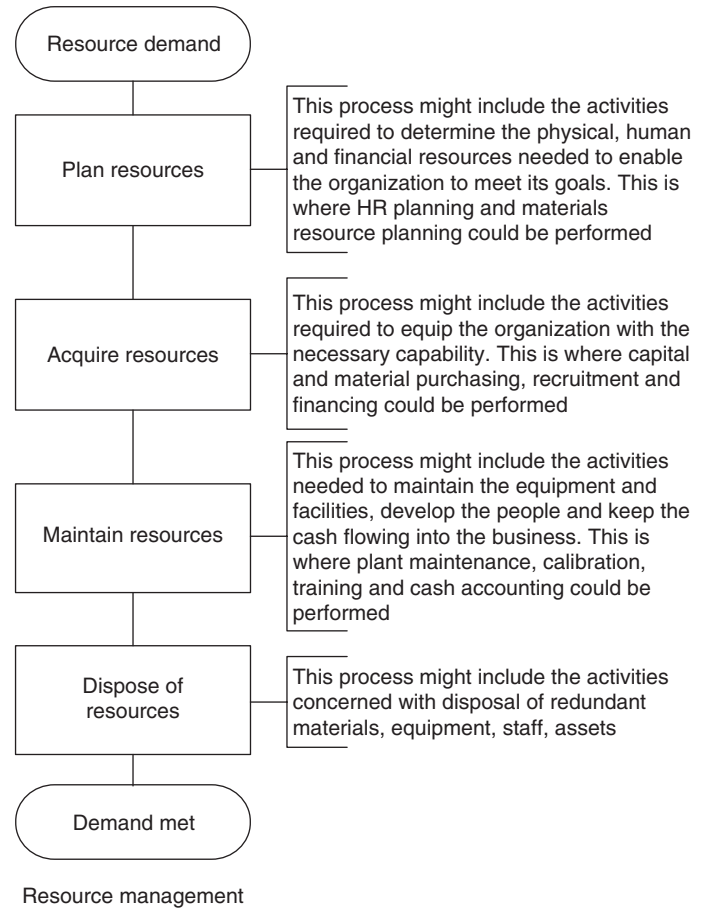 Resource demand
Plan resources
This process might include the activities
required to determine the physical, human
and financial resources needed to enable
the organization to meet its goals. This is
where HR planning and materials
resource planning could be performed
Acquire resources
This process might include the activities
required to equip the organization with the
necessary capability. This is where capital
and material purchasing, recruitment and
financing could be performed
Maintain resources
This process might include the activities
needed to maintain the equipment and
facilities, develop the people and keep the
cash flowing into the business. This is
where plant maintenance, calibration,
training and cash accounting could be
performed
Dispose of
resources
This process might include the activities
concerned with disposal of redundant
materials, equipment, staff, assets
Demand met
Resource management